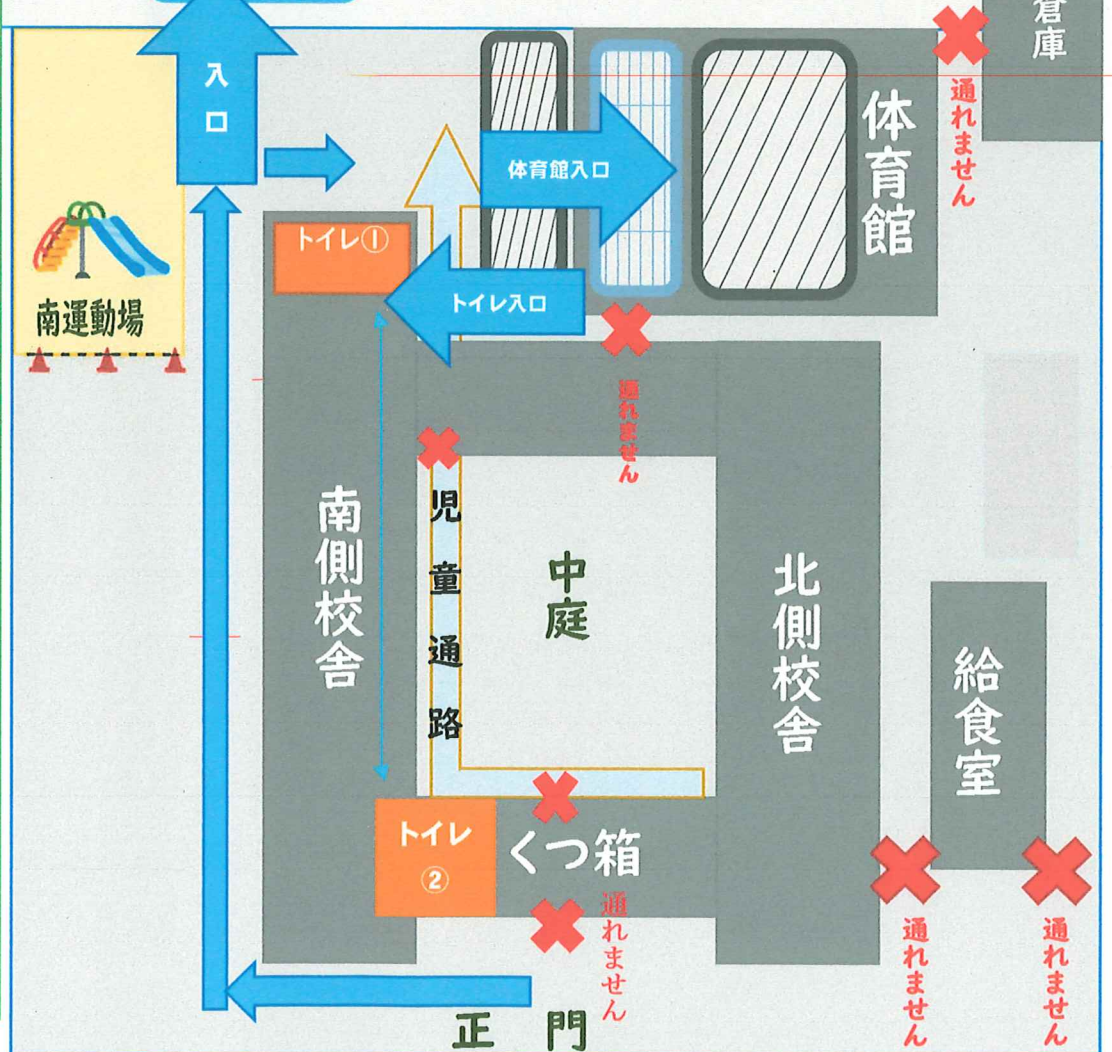 倉庫
入口
通れません
体育館
体育館入口
トイレ①
トイレ入口
南運動場
通れません
児童通路
南側校舎
中庭
北側校舎
給食室
トイレ
②
くつ箱
通れません
通れません
通れません
正門